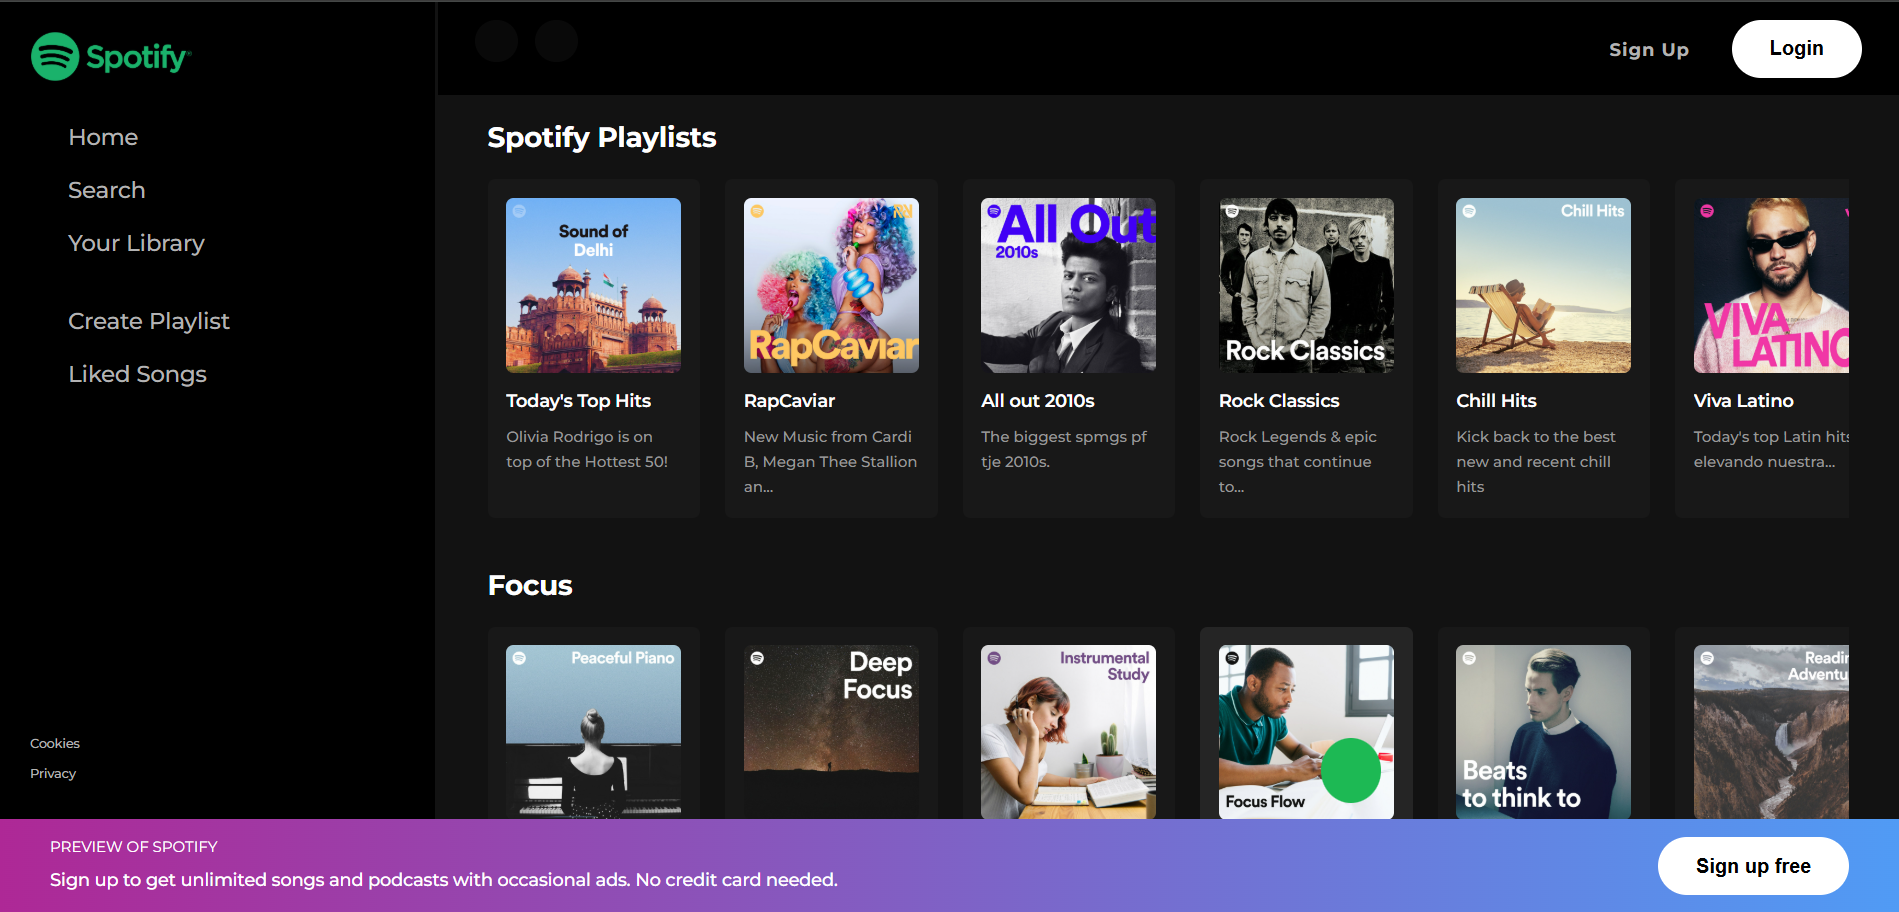 Spotify
Home
Search
Your Library
Create Playlist
Liked Songs
Cookies
Privacy
Sign Up
Login
Spotify Playlists
Sound of
Delhi
Today's Top Hits
Olivia Rodrigo is on
top of the Hottest 50!
RapCaviar
RapCaviar
New Music from Cardi
B, Megan Thee Stallion
an...
All Out
2010s
All out 2010s
The biggest spmgs pf
tje 2010s.
Rock Classics
Rock Classics
Rock Legends & epic
songs that continue
to...
Chill Hits
Chill Hits
Kick back to the best
new and recent chill
hits
VIVA
LATINO
Viva Latino
Today's top Latin hits
elevando nuestra...
Focus
Peaceful Piano
Deep
Focus
Instrumental
Study
Focus Flow
Beats
to think to
Readin
Adventu
PREVIEW OF SPOTIFY
Sign up to get unlimited songs and podcasts with occasional ads. No credit card needed.
Sign up free